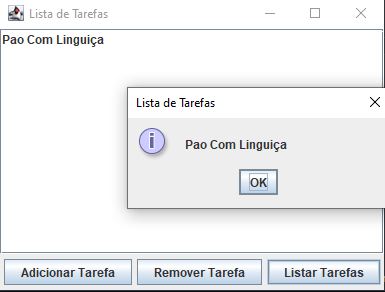 Lista de Tarefas
Pao Com Linguiça
Lista de Tarefas
Pao Com Linguiça
OK
Adicionar Tarefa Remover Tarefa Listar Tarefas